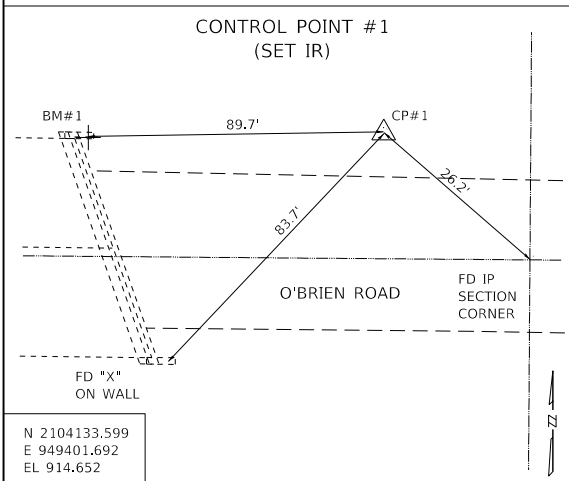 CONTROL POINT #1
(SET IR)
BM#1
CP#1
89.7'
26.2'
83.7'
O'BRIEN ROAD
FD IP
SECTION
CORNER
FD "X"
ON WALL
N 2104133.599
E 949401.692
EL 914.652